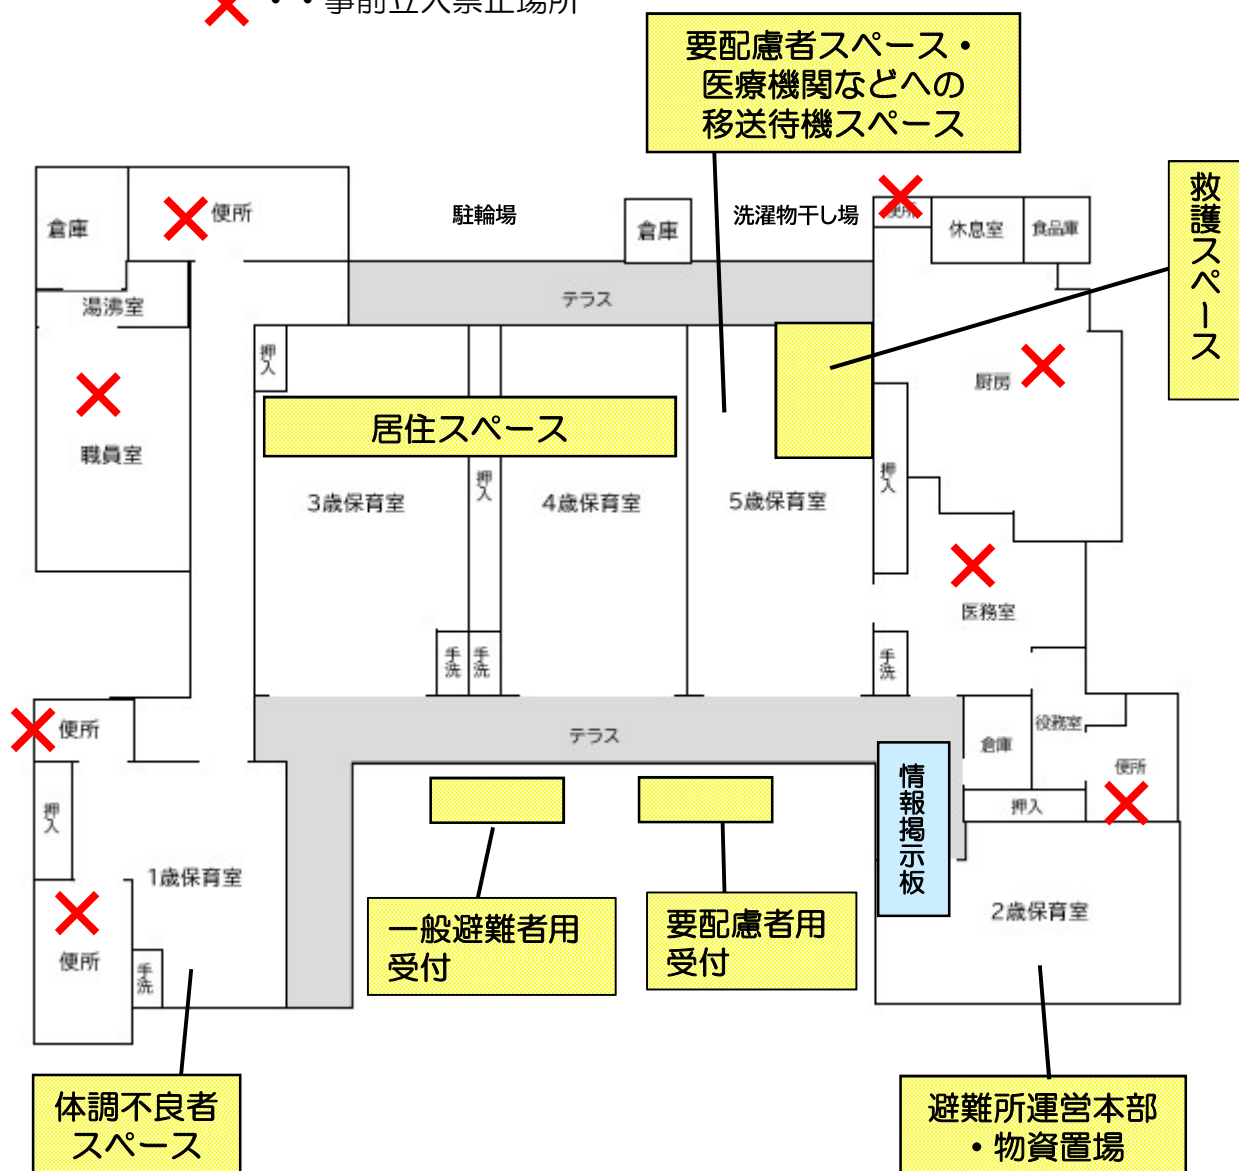 ・・事前立入禁止場所
要配慮者スペース・
医療機関などへの
移送待機スペース
救護スペース
倉庫
便所
駐輪場
倉庫
洗濯物干し場
便所
休息室
食品庫
湯沸室
テラス
押入
厨房
職員室
居住スペース
3歳保育室
押入
4歳保育室
5歳保育室
押入
医務室
手洗
手洗
手洗
便所
テラス
倉庫
役務室
便所
押入
情報掲示板
押入
1歳保育室
便所
手洗
一般避難者用
受付
要配慮者用
受付
2歳保育室
体調不良者
スペース
避難所運営本部
・物資置場